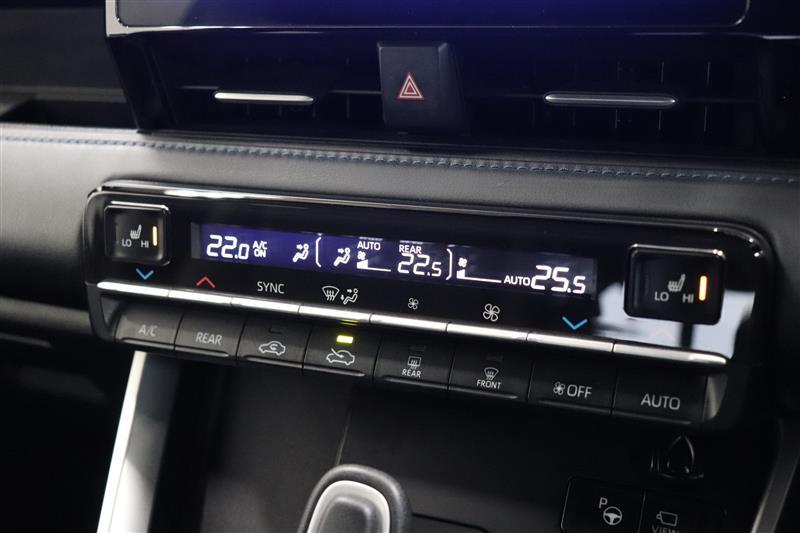 LO HI
22.0 A/C ON
AUTO
REAR
22.5
AUTO 25.5
LO HI
SYNC
A/C
REAR
REAR
FRONT
OFF
AUTO
P
VIEW